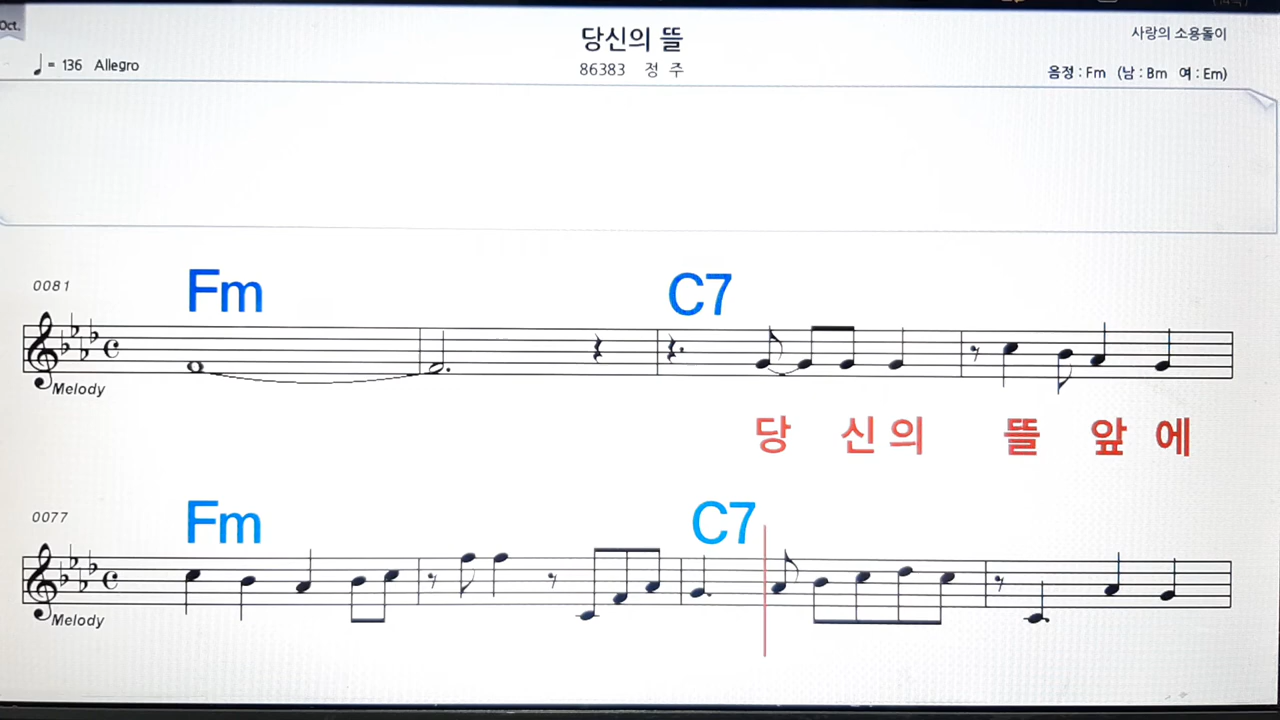 Oct.
당신의 뜰
사랑의 소용돌이
= 136 Allegro
86383 정 주
음정 : Fm (남 : Bm 여 : Em)
0081
Fm C7
Melody
당 신 의 뜰 앞 에
0077
Fm C7
Melody